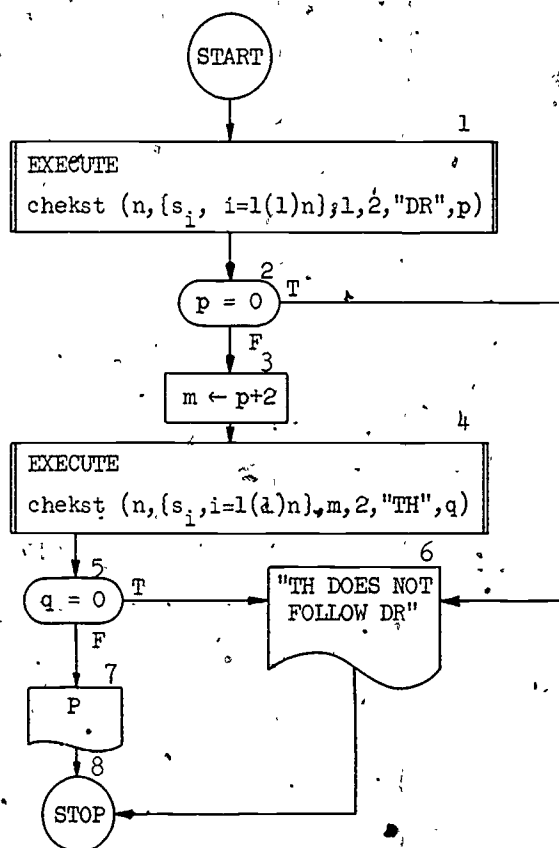 START
1
EXECUTE
chekst (n,{s_i, i=1(1)n},1,2,"DR",p)
2
p = 0
T
F
3
m ← p+2
4
EXECUTE
chekst (n,{s_i,i=1(1)n},m,2,"TH",q)
5
q = 0
T
F
6
"TH DOES NOT
FOLLOW DR"
7
P
8
STOP